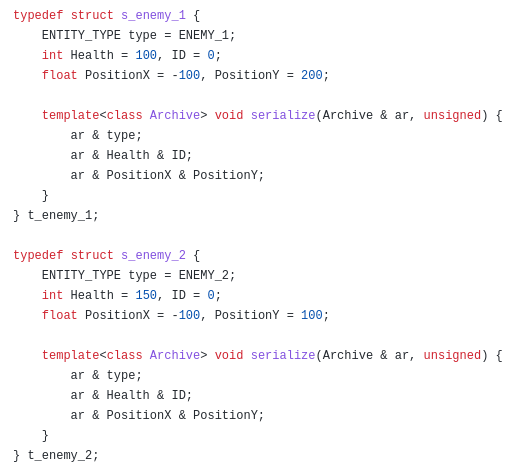 typedef struct s_enemy_1 {
    ENTITY_TYPE type = ENEMY_1;
    int Health = 100, ID = 0;
    float PositionX = -100, PositionY = 200;

    template<class Archive> void serialize(Archive & ar, unsigned) {
        ar & type;
        ar & Health & ID;
        ar & PositionX & PositionY;
    }
} t_enemy_1;

typedef struct s_enemy_2 {
    ENTITY_TYPE type = ENEMY_2;
    int Health = 150, ID = 0;
    float PositionX = -100, PositionY = 100;

    template<class Archive> void serialize(Archive & ar, unsigned) {
        ar & type;
        ar & Health & ID;
        ar & PositionX & PositionY;
    }
} t_enemy_2;